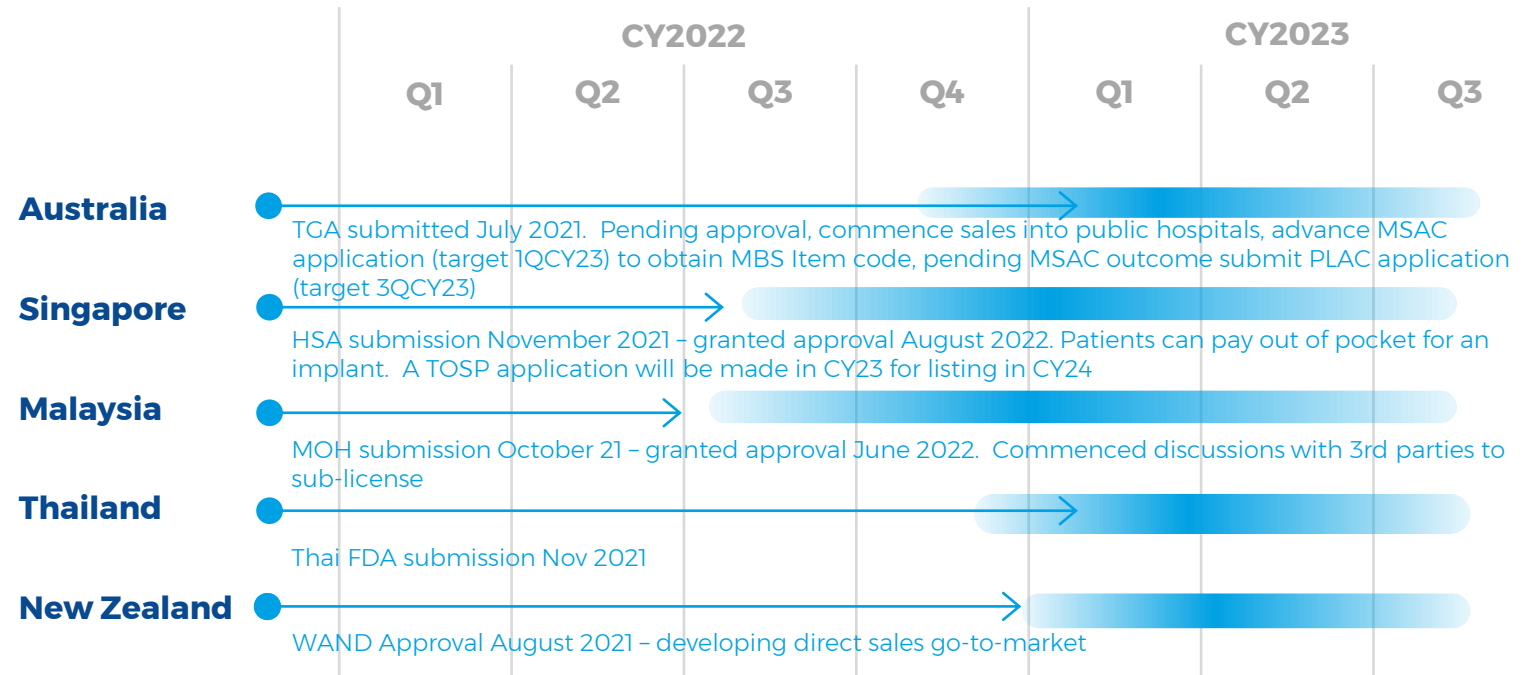 CY2022
CY2023
Q1
Q2
Q3
Q4
Q1
Q2
Q3
Australia
TGA submitted July 2021.  Pending approval, commence sales into public hospitals, advance MSAC
application (target 1QCY23) to obtain MBS Item code, pending MSAC outcome submit PLAC application
(target 3QCY23)
Singapore
HSA submission November 2021 – granted approval August 2022. Patients can pay out of pocket for an
implant.  A TOSP application will be made in CY23 for listing in CY24
Malaysia
MOH submission October 21 – granted approval June 2022.  Commenced discussions with 3rd parties to
sub-license
Thailand
Thai FDA submission Nov 2021
New Zealand
WAND Approval August 2021 – developing direct sales go-to-market